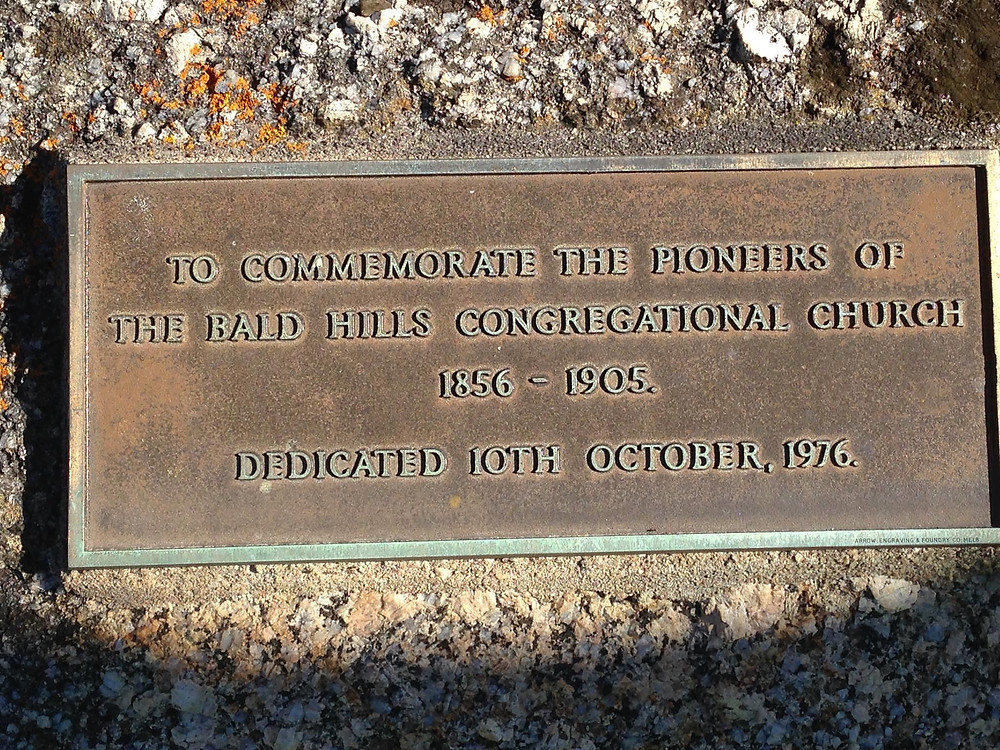 TO COMMEMORATE THE PIONEERS OF
THE BALD HILLS CONGREGATIONAL CHURCH
1856 - 1905.
DEDICATED 10TH OCTOBER, 1976.
ARROW ENGRAVING & FOUNDRY CO. MELB